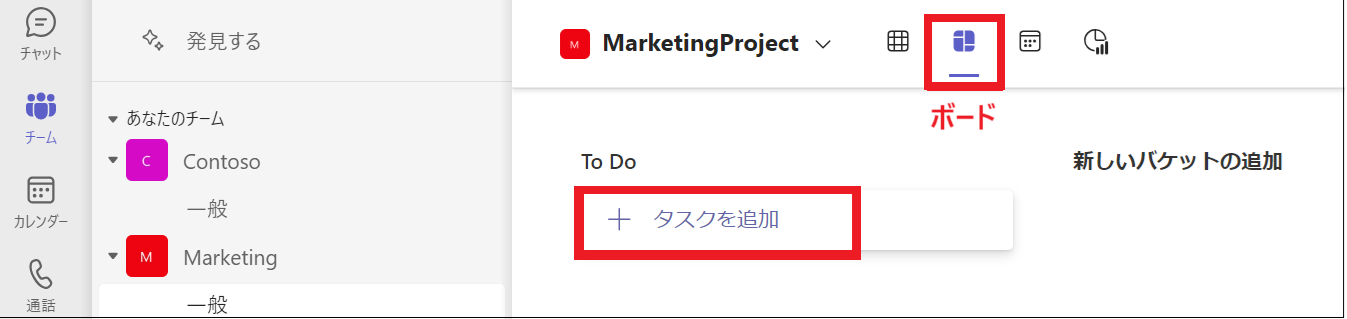 チャット
チーム
カレンダー
通話
発見する
あなたのチーム
C Contoso
一般
M Marketing
一般
M MarketingProject
ボード
To Do
新しいバケットの追加
タスクを追加